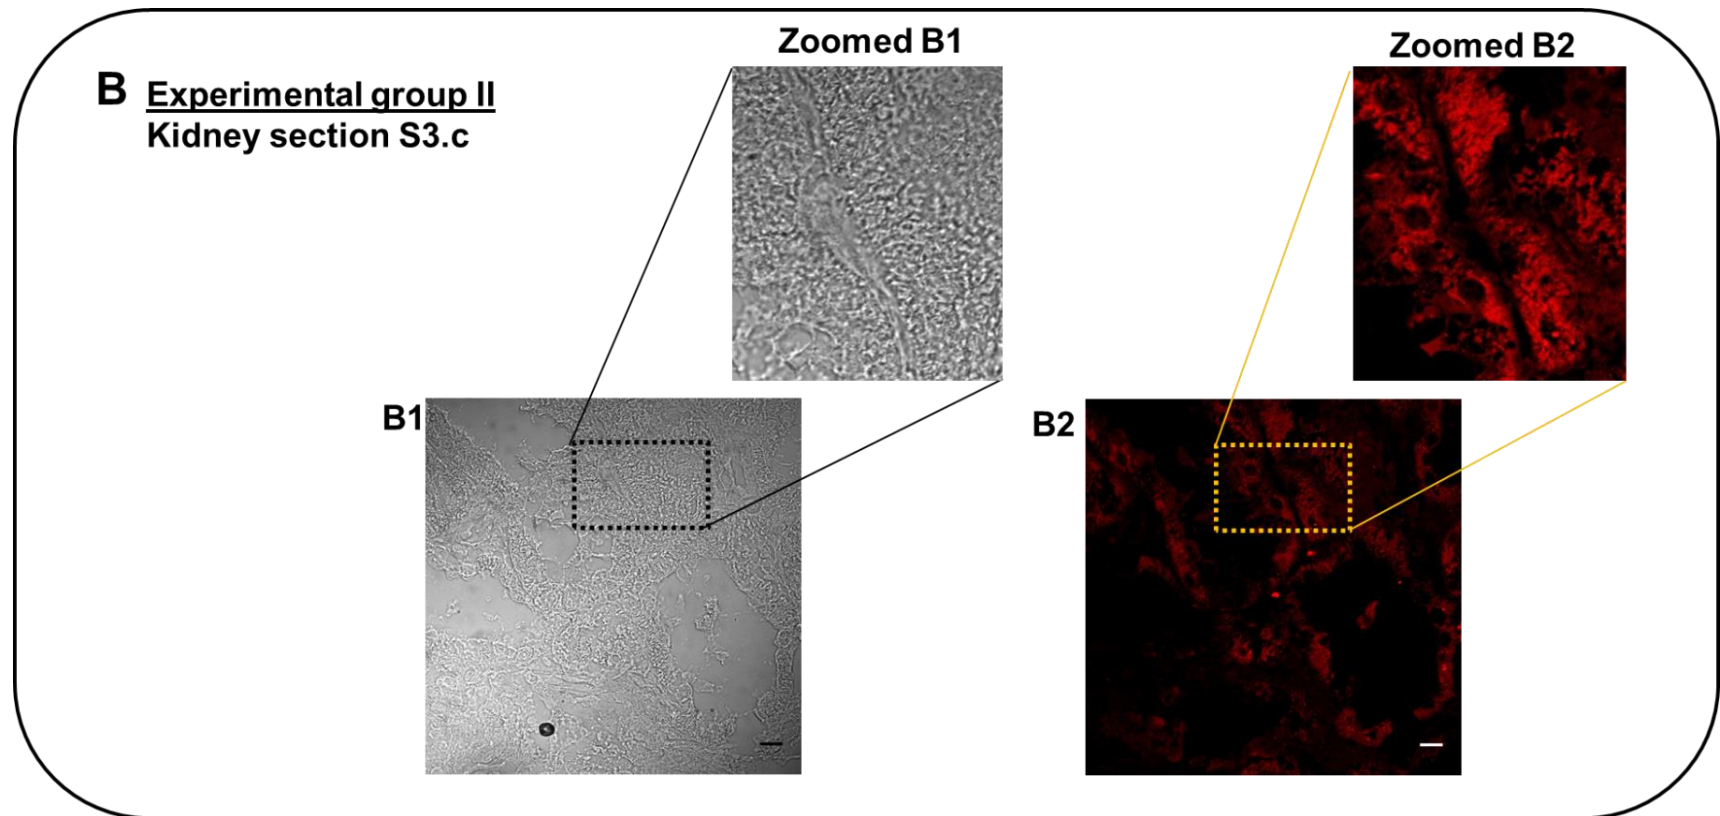 B Experimental group II
Kidney section S3.c
Zoomed B1
Zoomed B2
B1
B2